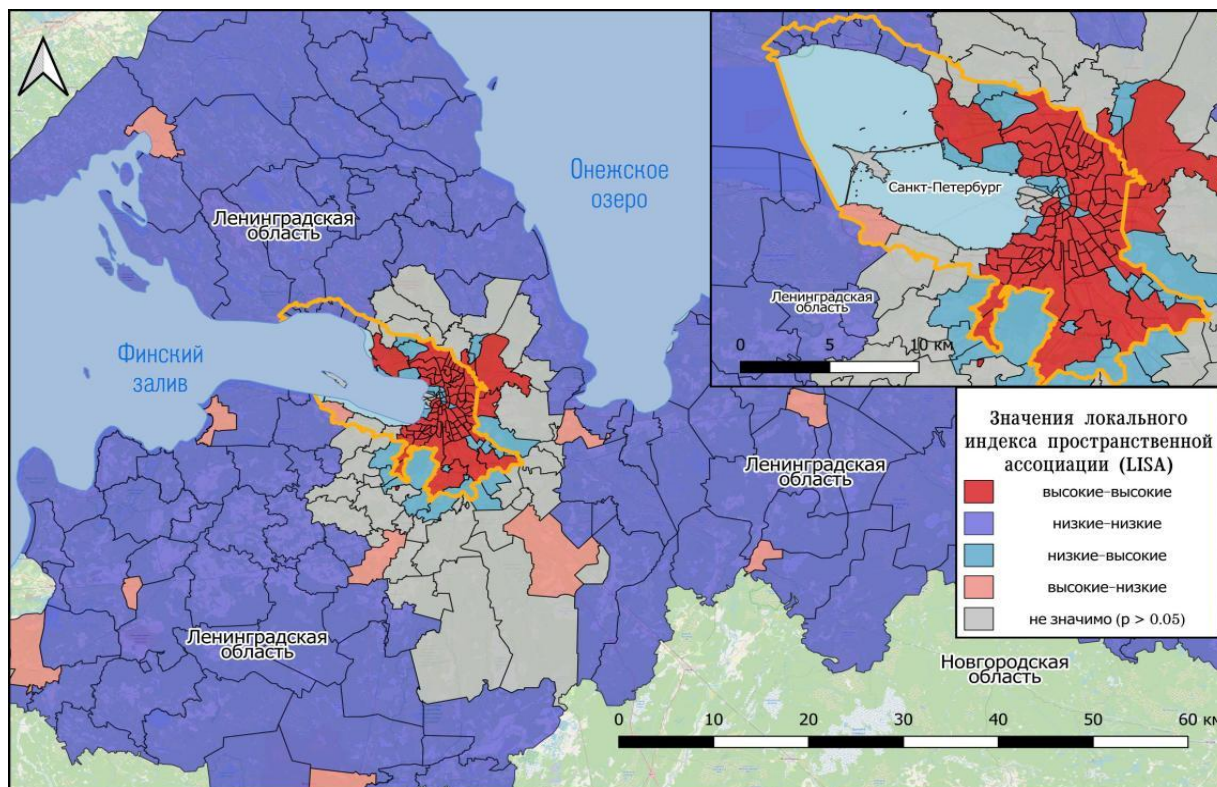 Ленинградская
область
Онежское
озеро
Финский
залив
Санкт-Петербург
Ленинградская
область
0 5 10 км
Значения локального
индекса пространственной
ассоциации (LISA)
высокие-высокие
низкие-низкие
низкие-высокие
высокие-низкие
не значимо (p > 0.05)
Ленинградская
область
Ленинградская
область
Новгородская
область
0 10 20 30 40 50 60 км